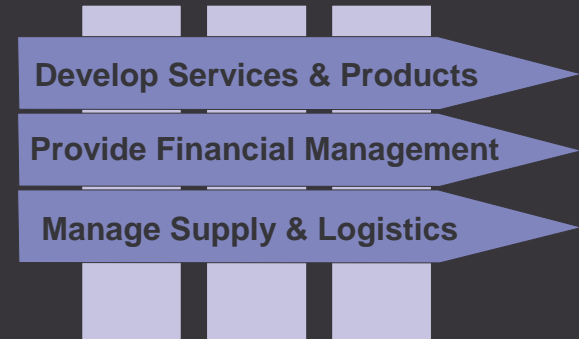 Develop Services & Products
Provide Financial Management
Manage Supply & Logistics